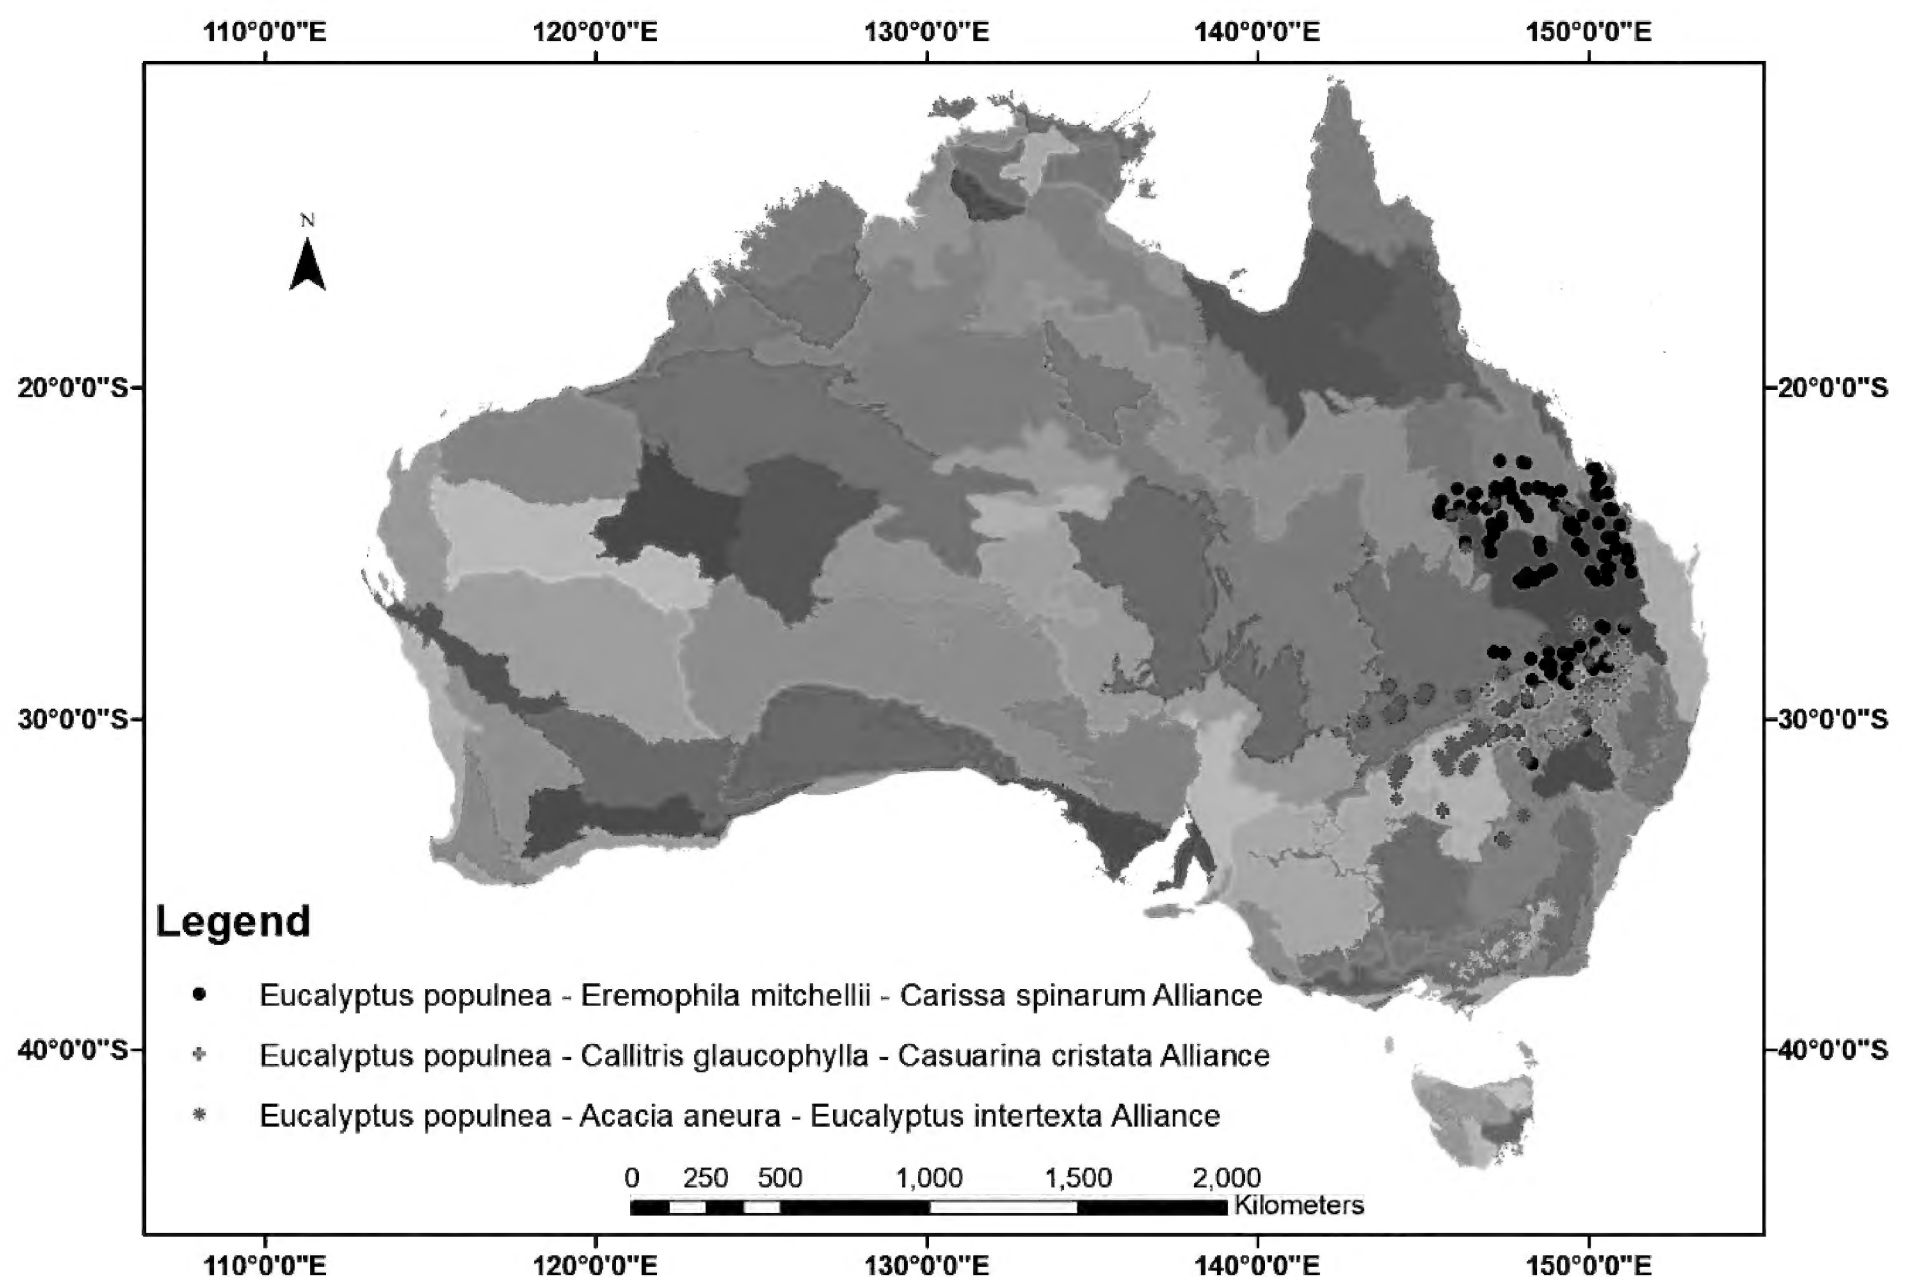 110°0'0"E 120°0'0"E 130°0'0"E 140°0'0"E 150°0'0"E
N
20°0'0"S 20°0'0"S
30°0'0"S 30°0'0"S
Legend
Eucalyptus populnea - Eremophila mitchellii - Carissa spinarum Alliance
40°0'0"S 40°0'0"S
Eucalyptus populnea - Callitris glaucophylla - Casuarina cristata Alliance
Eucalyptus populnea - Acacia aneura - Eucalyptus intertexta Alliance
0 250 500 1,000 1,500 2,000
Kilometers
110°0'0"E 120°0'0"E 130°0'0"E 140°0'0"E 150°0'0"E